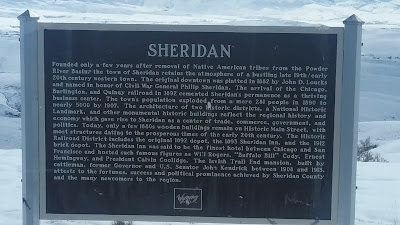 SHERIDAN
Founded only a few years after removal of Native American tribes from the Powder
River Basin, the town of Sheridan retains the atmosphere of a bustling late 19th/early
20th century western town. The original downtown was platted in 1882 by John D. Loucks
and named in honor of Civil War General Philip Sheridan. The arrival of the Chicago,
Burlington, and Quincy railroad in 1892 cemented Sheridan's permanence as a thriving
business center. The town's population exploded from a mere 281 people in 1890 to
nearly 5000 by 1907. The architecture of two historic districts, a National Historic
Landmark, and other monumental historic buildings reflect the regional history and
economy which gave rise to Sheridan as a center of trade, commerce, government, and
politics. Today, only a few 1880s wooden buildings remain on Historic Main Street, with
most structures dating to the prosperous times of the early 20th century. The Historic
Railroad District includes the original 1892 depot, the 1893 Sheridan Inn, and the 1912
brick depot. The Sheridan Inn was said to be the finest hotel between Chicago and San
Francisco and hosted such famous figures as Will Rogers, "Buffalo Bill" Cody, Ernest
Hemingway, and President Calvin Coolidge. The lavish Trail End mansion, built by
cattleman, former Governor and U.S. Senator John Kendrick between 1908 and 1913,
attests to the fortunes, success and political prominence achieved by Sheridan County
and the many newcomers to the region.